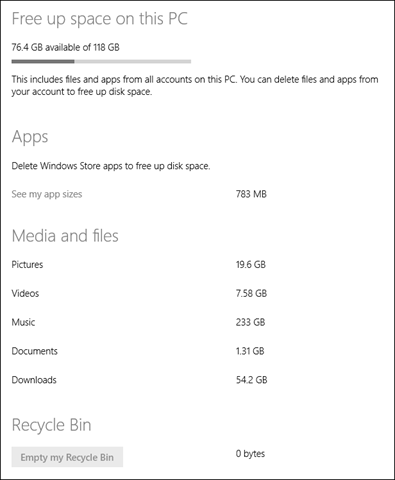 Free up space on this PC
76.4 GB available of 118 GB
This includes files and apps from all accounts on this PC. You can delete files and apps from
your account to free up disk space.
Apps
Delete Windows Store apps to free up disk space.
See my app sizes 783 MB
Media and files
Pictures 19.6 GB
Videos 7.58 GB
Music 233 GB
Documents 1.31 GB
Downloads 54.2 GB
Recycle Bin
Empty my Recycle Bin 0 bytes